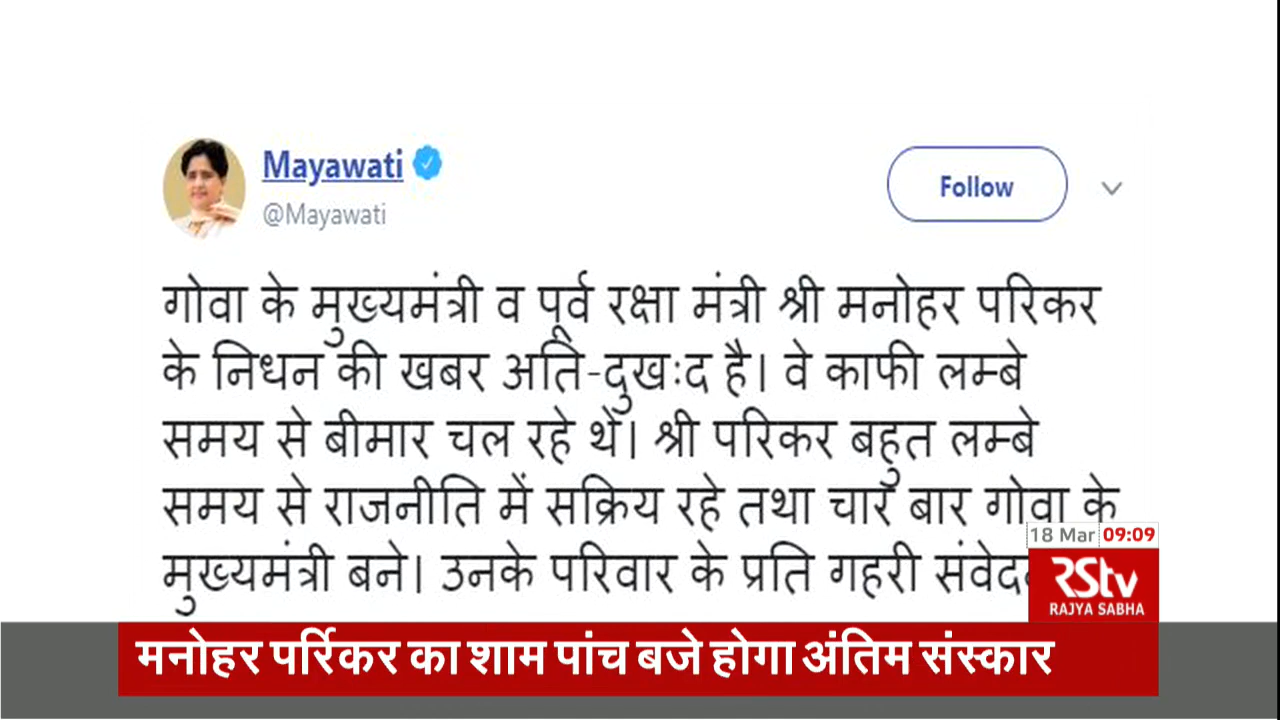 Mayawati
@Mayawati
Follow
गोवा के मुख्यमंत्री व पूर्व रक्षा मंत्री श्री मनोहर परिकर
के निधन की खबर अति-दुखःद है। वे काफी लम्बे
समय से बीमार चल रहे थे। श्री परिकर बहुत लम्बे
समय से राजनीति में सक्रिय रहे तथा चार बार गोवा के
मुख्यमंत्री बने। उनके परिवार के प्रति गहरी
18 Mar 09:09
RStv
RAJYA SABHA
मनोहर पर्रिकर का शाम पांच बजे होगा अंतिम संस्कार